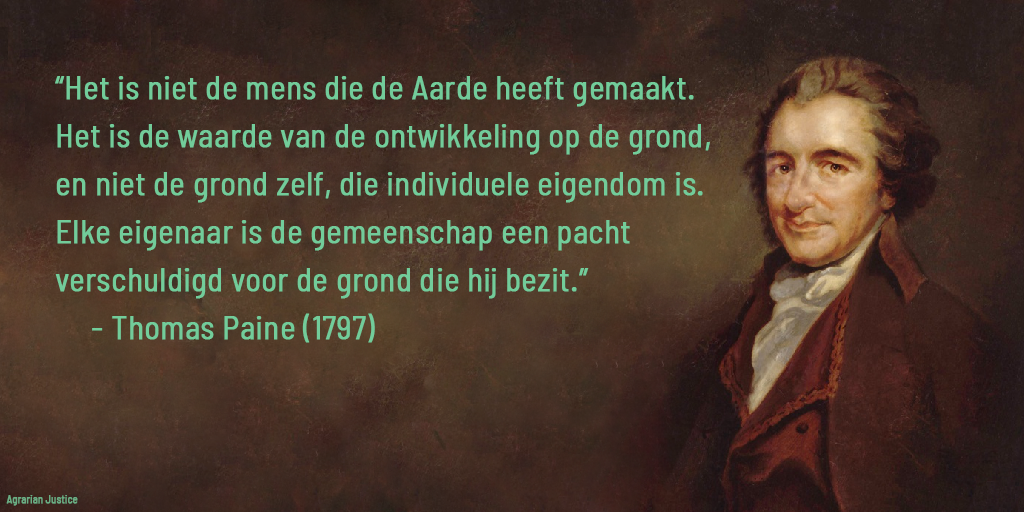 “Het is niet de mens die de Aarde heeft gemaakt.
Het is de waarde van de ontwikkeling op de grond,
en niet de grond zelf, die individuele eigendom is.
Elke eigenaar is de gemeenschap een pacht
verschuldigd voor de grond die hij bezit.”
- Thomas Paine (1797)
Agrarian Justice